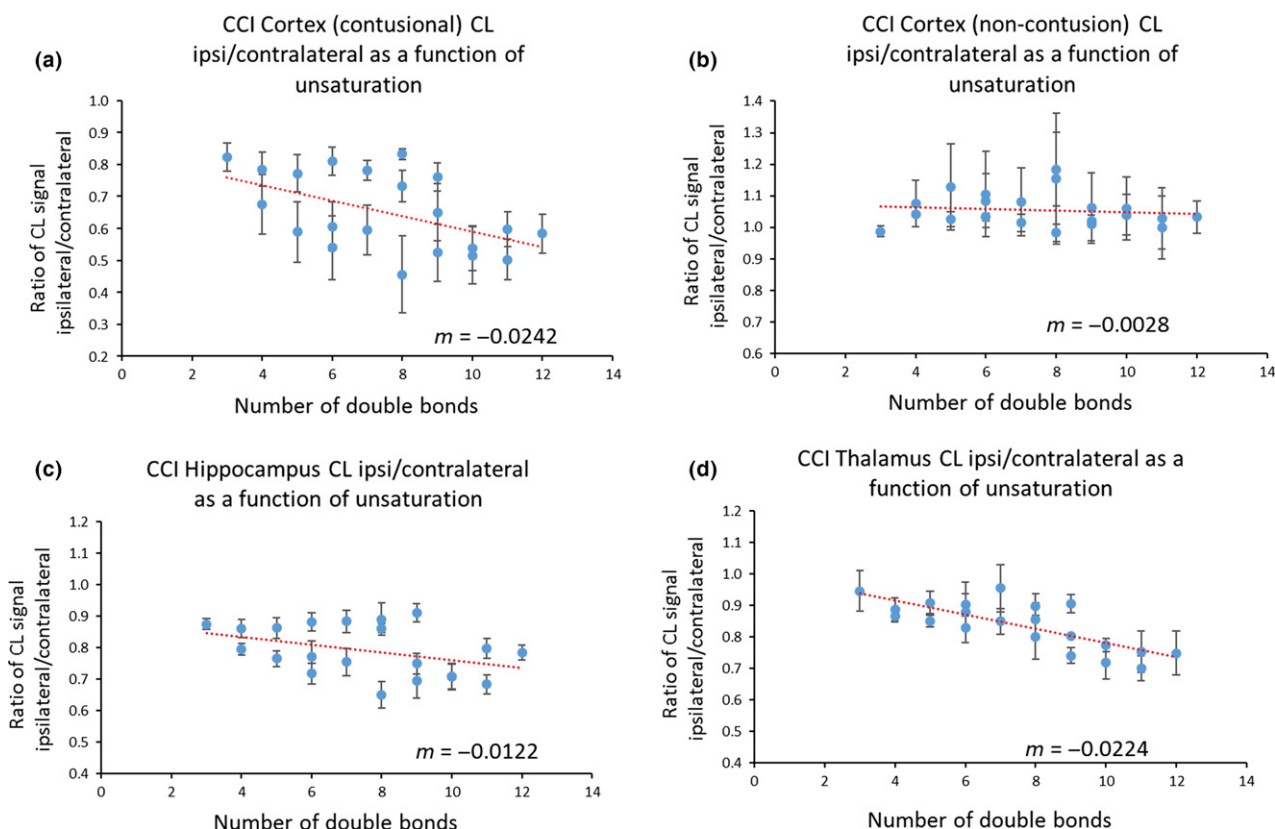 (a)
CCI Cortex (contusional) CL
ipsi/contralateral as a function of
unsaturation
Ratio of CL signal
ipsilateral/contralateral
1.0
0.9
0.8
0.7
0.6
0.5
0.4
0.3
0.2
m = –0.0242
0 2 4 6 8 10 12 14
Number of double bonds
(b)
CCI Cortex (non-contusion) CL
ipsi/contralateral as a function of
unsaturation
Ratio of CL signal
ipsilateral/contralateral
1.4
1.3
1.2
1.1
1.0
0.9
0.8
0.7
0.6
m = –0.0028
0 2 4 6 8 10 12 14
Number of double bonds
(c)
CCI Hippocampus CL ipsi/contralateral
as a function of unsaturation
Ratio of CL signal
ipsilateral/contralateral
1.2
1.1
1.0
0.9
0.8
0.7
0.6
0.5
0.4
m = –0.0122
0 2 4 6 8 10 12 14
Number of double bonds
(d)
CCI Thalamus CL ipsi/contralateral as a
function of unsaturation
Ratio of CL signal
ipsilateral/contralateral
1.2
1.1
1.0
0.9
0.8
0.7
0.6
0.5
0.4
m = –0.0224
0 2 4 6 8 10 12 14
Number of double bonds